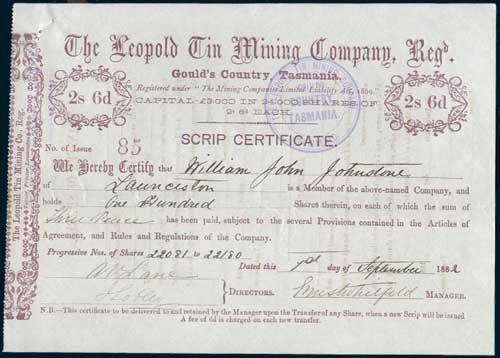 The Leopold Tin Mining Company, Regd.
Gould's Country, Tasmania.
Registered under "The Mining Companies Limited Liability Act,
CAPITAL £3000 IN 24000 SHARES OF
2s 6d EACH.
2s 6d
2s 6d
TASMANIA.
SCRIP CERTIFICATE.
No. of Issue 85
We Hereby Certify that William John Johnstone
of Launceston is a Member of the above-named Company, and
holds One Hundred Shares therein, on each of which the sum of
Three Pence has been paid, subject to the several Provisions contained in the Articles of
Agreement, and Rules and Regulations of the Company.
Progressive Nos. of Shares 22081 to 22180
Dated this day of September 1882
DIRECTORS.
MANAGER.
N.B.—This certificate to be delivered to and retained by the Manager upon the Transfer of any Share, when a new Scrip will be issued
A fee of 6d is charged on each new transfer.
The Leopold Tin Mining Co. Reg.